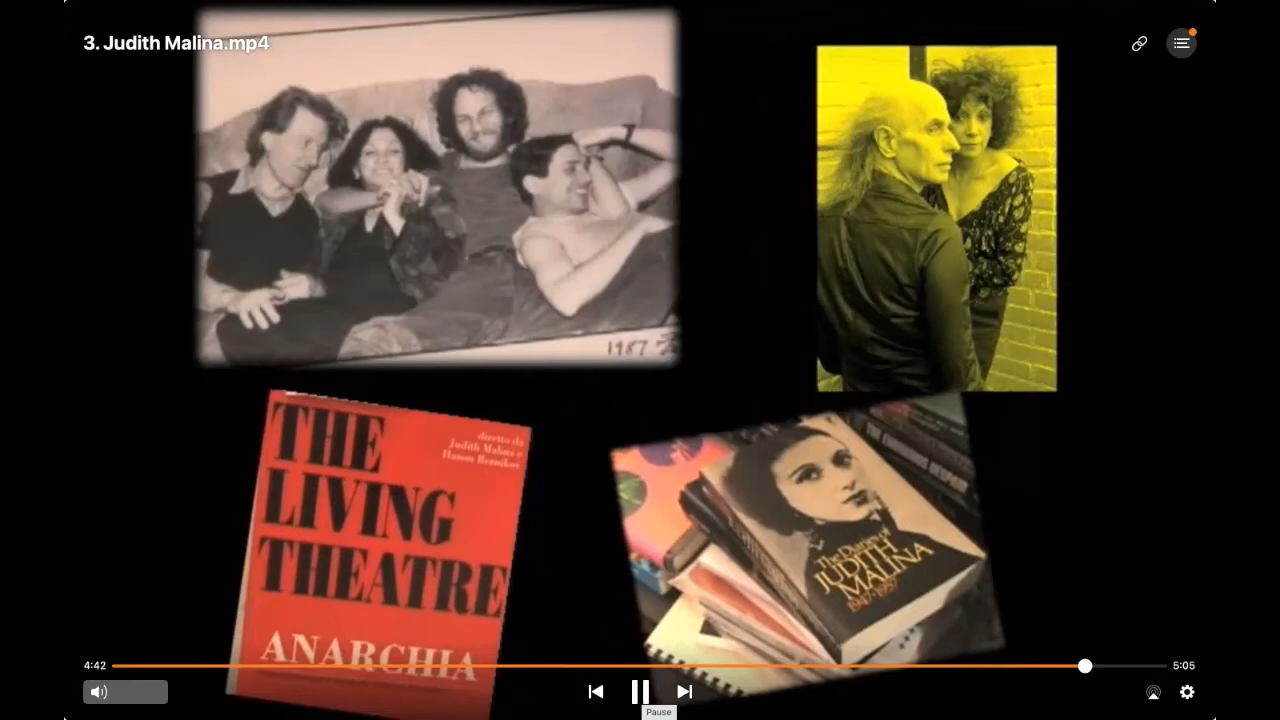 3. Judith Malina.mp4
1987
THE
LIVING
THEATRE
diretto da
Judith Malina e
Hanon Reznikov
ANARCHIA
The Diaries of
JUDITH
MALINA
1947-1957
4:42
5:05
Pause